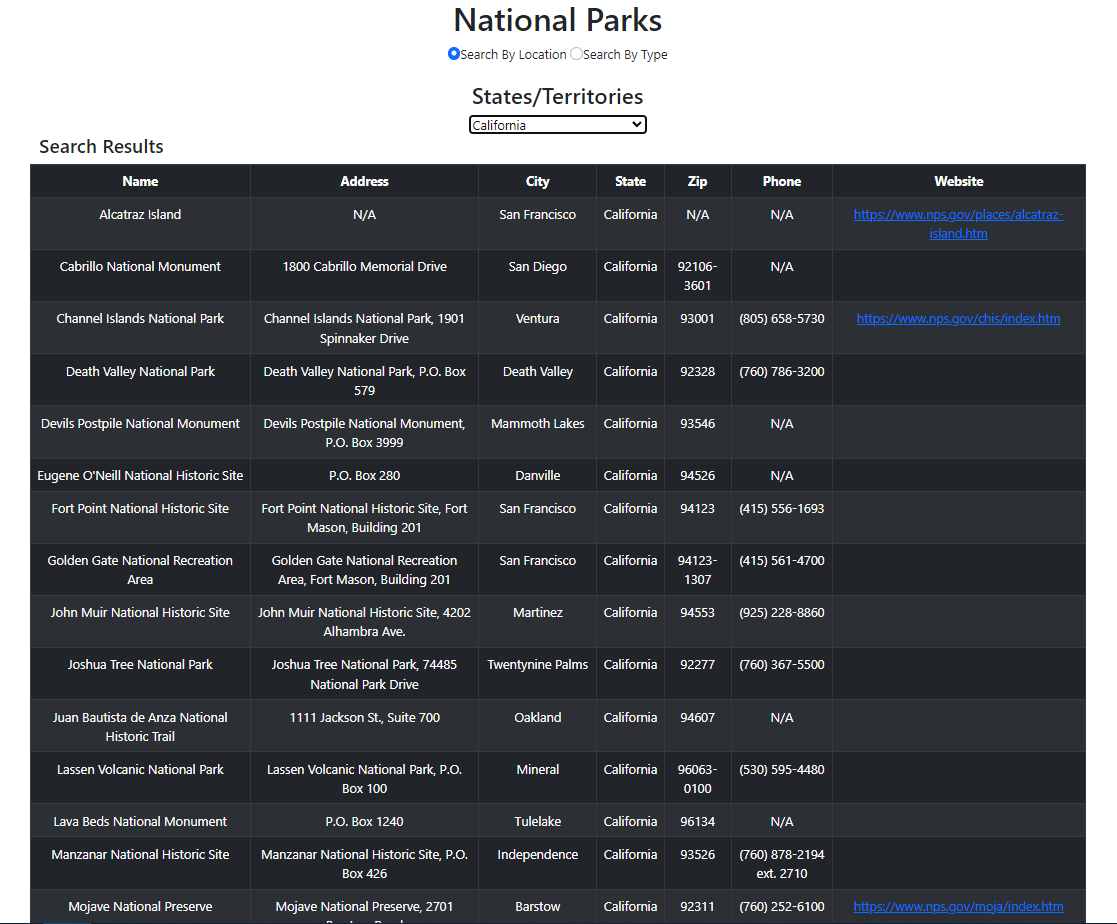 National Parks
Search By Location Search By Type
States/Territories
California
Search Results
Name Address City State Zip Phone Website
Alcatraz Island N/A San Francisco California N/A N/A https://www.nps.gov/places/alcatraz-
island.htm
Cabrillo National Monument 1800 Cabrillo Memorial Drive San Diego California 92106- N/A
3601
Channel Islands National Park Channel Islands National Park, 1901 Ventura California 93001 (805) 658-5730 https://www.nps.gov/chis/index.htm
Spinnaker Drive
Death Valley National Park Death Valley National Park, P.O. Box Death Valley California 92328 (760) 786-3200
579
Devils Postpile National Monument Devils Postpile National Monument, Mammoth Lakes California 93546 N/A
P.O. Box 3999
Eugene O'Neill National Historic Site P.O. Box 280 Danville California 94526 N/A
Fort Point National Historic Site Fort Point National Historic Site, Fort San Francisco California 94123 (415) 556-1693
Mason, Building 201
Golden Gate National Recreation Golden Gate National Recreation San Francisco California 94123- (415) 561-4700
Area Area, Fort Mason, Building 201 1307
John Muir National Historic Site John Muir National Historic Site, 4202 Martinez California 94553 (925) 228-8860
Alhambra Ave.
Joshua Tree National Park Joshua Tree National Park, 74485 Twentynine Palms California 92277 (760) 367-5500
National Park Drive
Juan Bautista de Anza National 1111 Jackson St., Suite 700 Oakland California 94607 N/A
Historic Trail
Lassen Volcanic National Park Lassen Volcanic National Park, P.O. Mineral California 96063- (530) 595-4480
Box 100 0100
Lava Beds National Monument P.O. Box 1240 Tulelake California 96134 N/A
Manzanar National Historic Site Manzanar National Historic Site, P.O. Independence California 93526 (760) 878-2194
Box 426 ext. 2710
Mojave National Preserve Mojave National Preserve, 2701 Barstow California 92311 (760) 252-6100 https://www.nps.gov/moja/index.htm